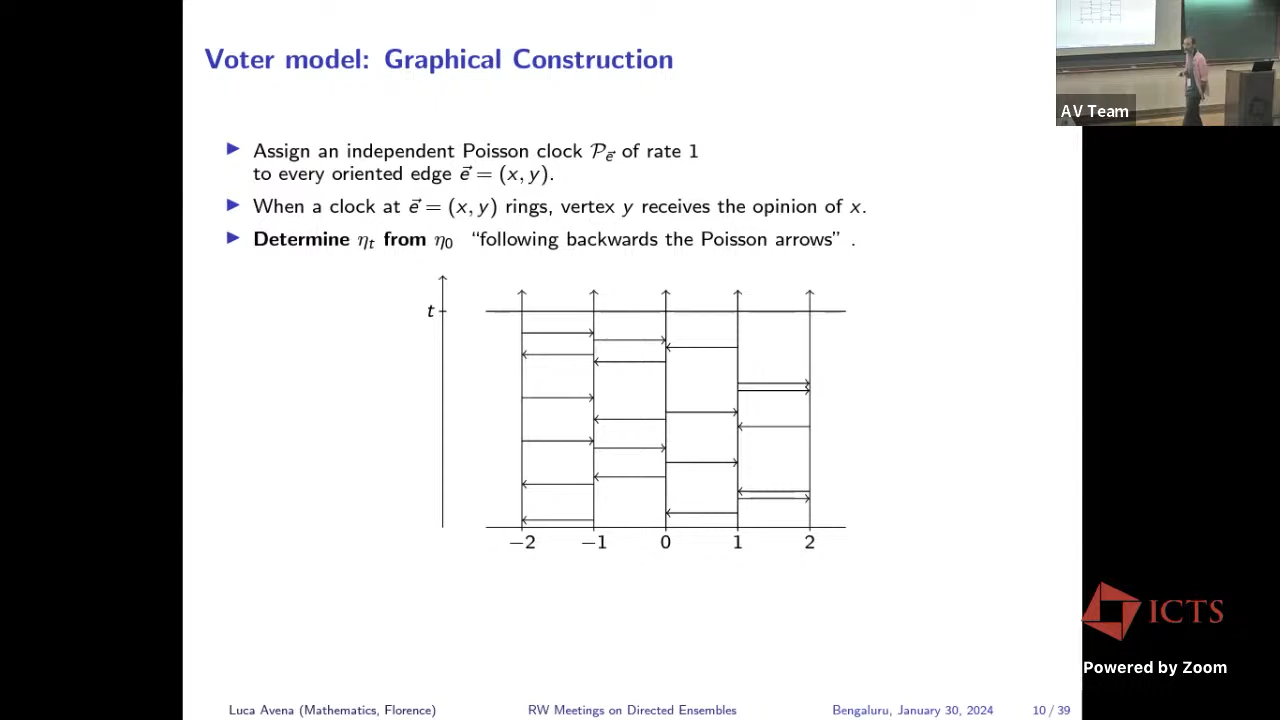 Voter model: Graphical Construction
AV Team
▶ Assign an independent Poisson clock 𝒫_e⃗ of rate 1
to every oriented edge e⃗ = (x, y).
▶ When a clock at e⃗ = (x, y) rings, vertex y receives the opinion of x.
▶ Determine η_t from η_0 “following backwards the Poisson arrows” .
t
−2 −1 0 1 2
ICTS
Powered by Zoom
Luca Avena (Mathematics, Florence) RW Meetings on Directed Ensembles Bengaluru, January 30, 2024 10 / 39